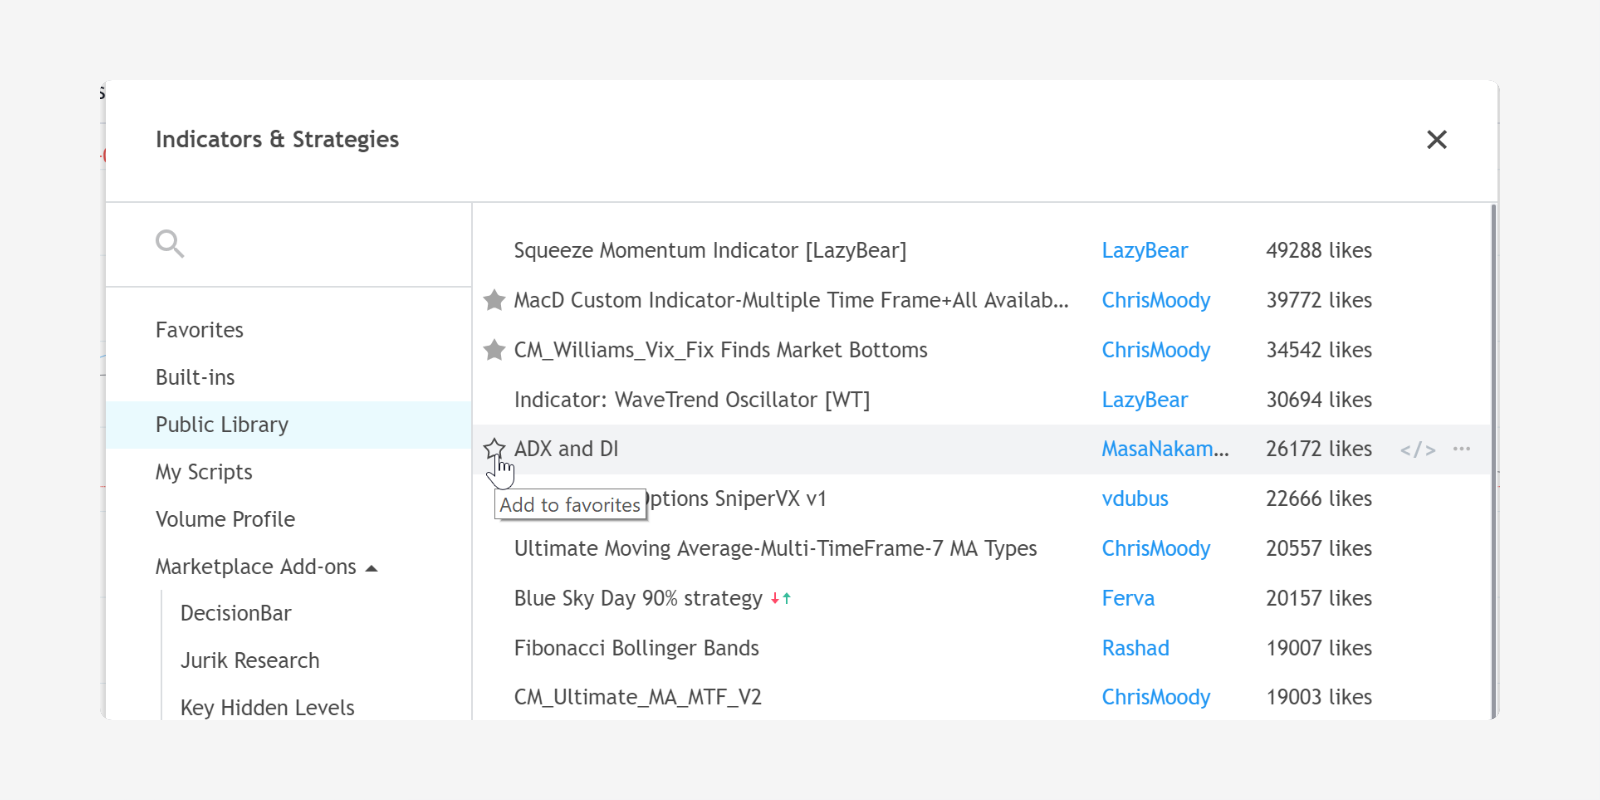 Indicators & Strategies
Favorites
Built-ins
Public Library
My Scripts
Volume Profile
Marketplace Add-ons
DecisionBar
Jurik Research
Key Hidden Levels
Squeeze Momentum Indicator [LazyBear] LazyBear 49288 likes
MacD Custom Indicator-Multiple Time Frame+All Availab... ChrisMoody 39772 likes
CM_Williams_Vix_Fix Finds Market Bottoms ChrisMoody 34542 likes
Indicator: WaveTrend Oscillator [WT] LazyBear 30694 likes
ADX and DI MasaNakam... 26172 likes </> ...
Add to favorites
SniperVX v1 vdubus 22666 likes
Ultimate Moving Average-Multi-TimeFrame-7 MA Types ChrisMoody 20557 likes
Blue Sky Day 90% strategy Ferva 20157 likes
Fibonacci Bollinger Bands Rashad 19007 likes
CM_Ultimate_MA_MTF_V2 ChrisMoody 19003 likes